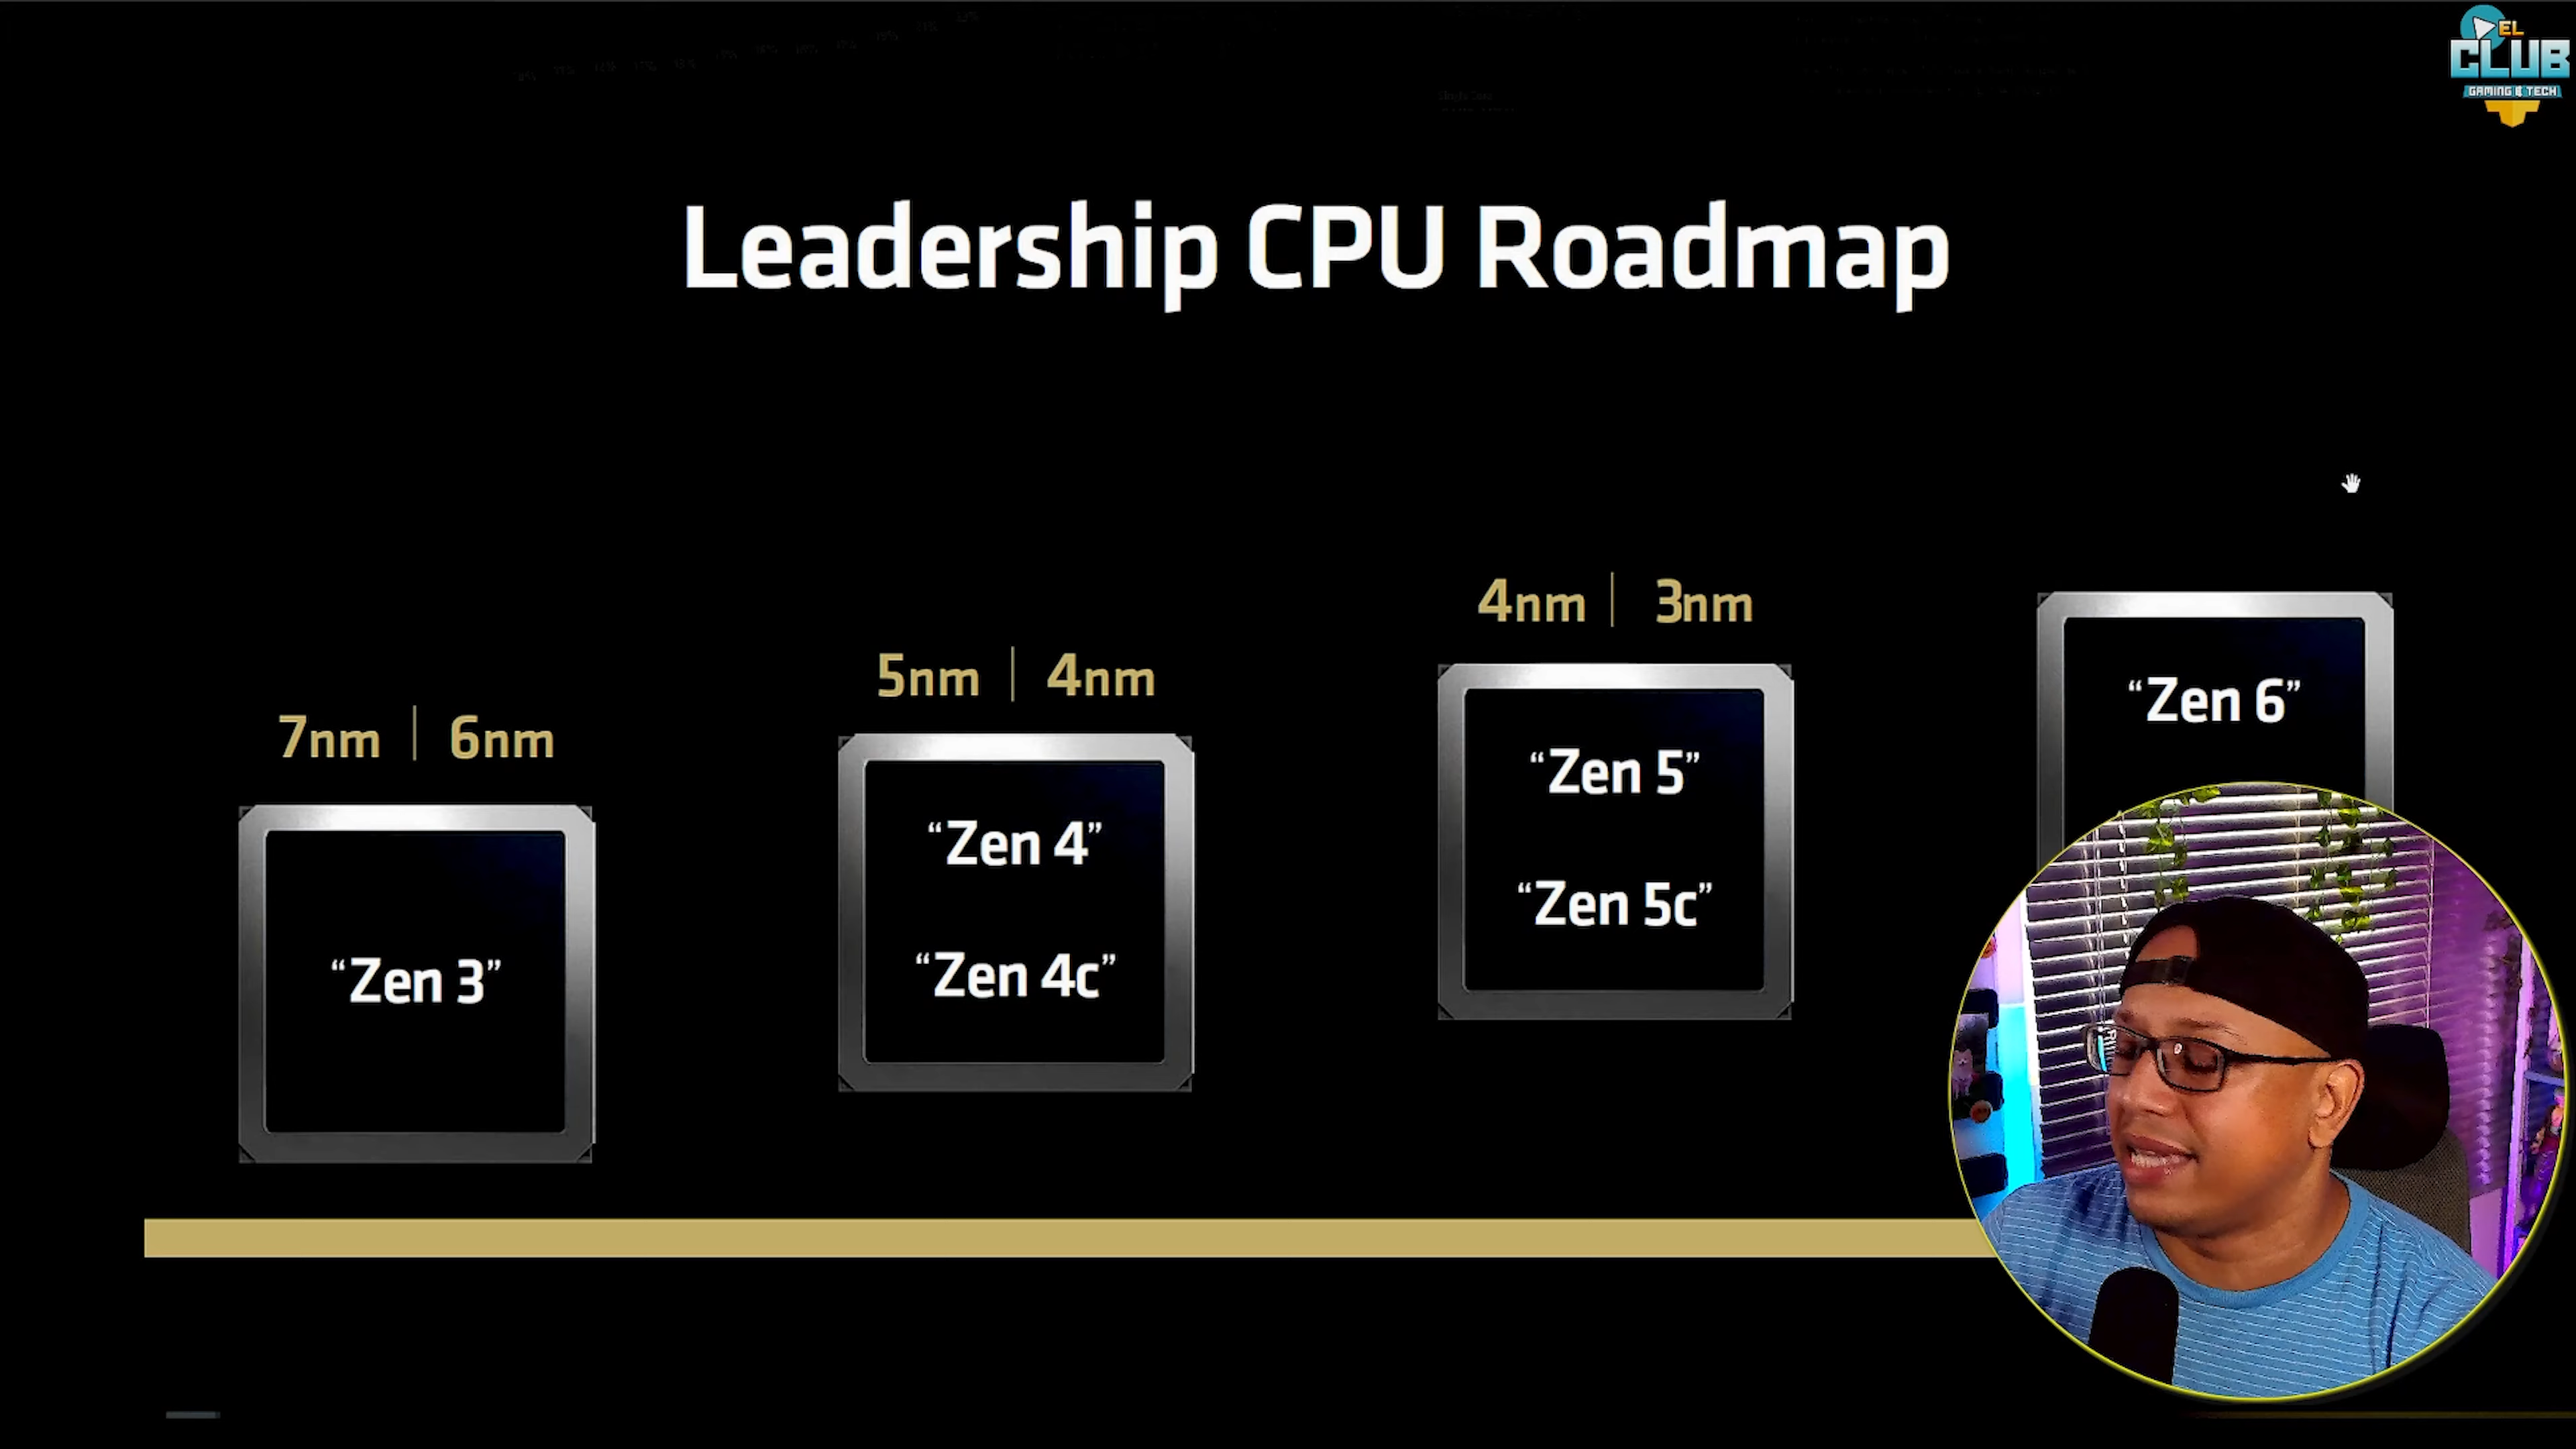 EL
CLUB
GAMING & TECH
Leadership CPU Roadmap
7nm | 6nm
“Zen 3”
5nm | 4nm
“Zen 4”
“Zen 4c”
4nm | 3nm
“Zen 5”
“Zen 5c”
“Zen 6”